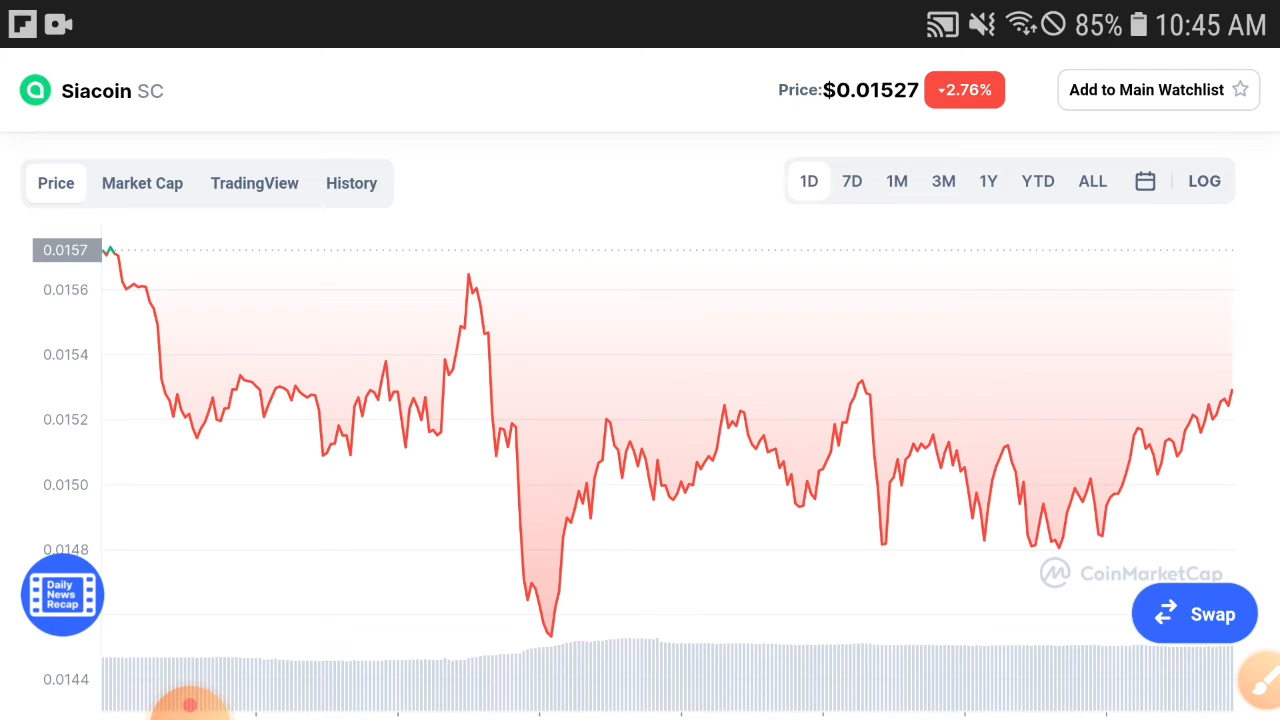 85% 10:45 AM
Siacoin SC
Price:$0.01527 2.76%
Add to Main Watchlist
Price Market Cap TradingView History
1D 7D 1M 3M 1Y YTD ALL LOG
0.0157
0.0156
0.0154
0.0152
0.0150
0.0148
CoinMarketCap
Daily
News
Recap
Swap
0.0144